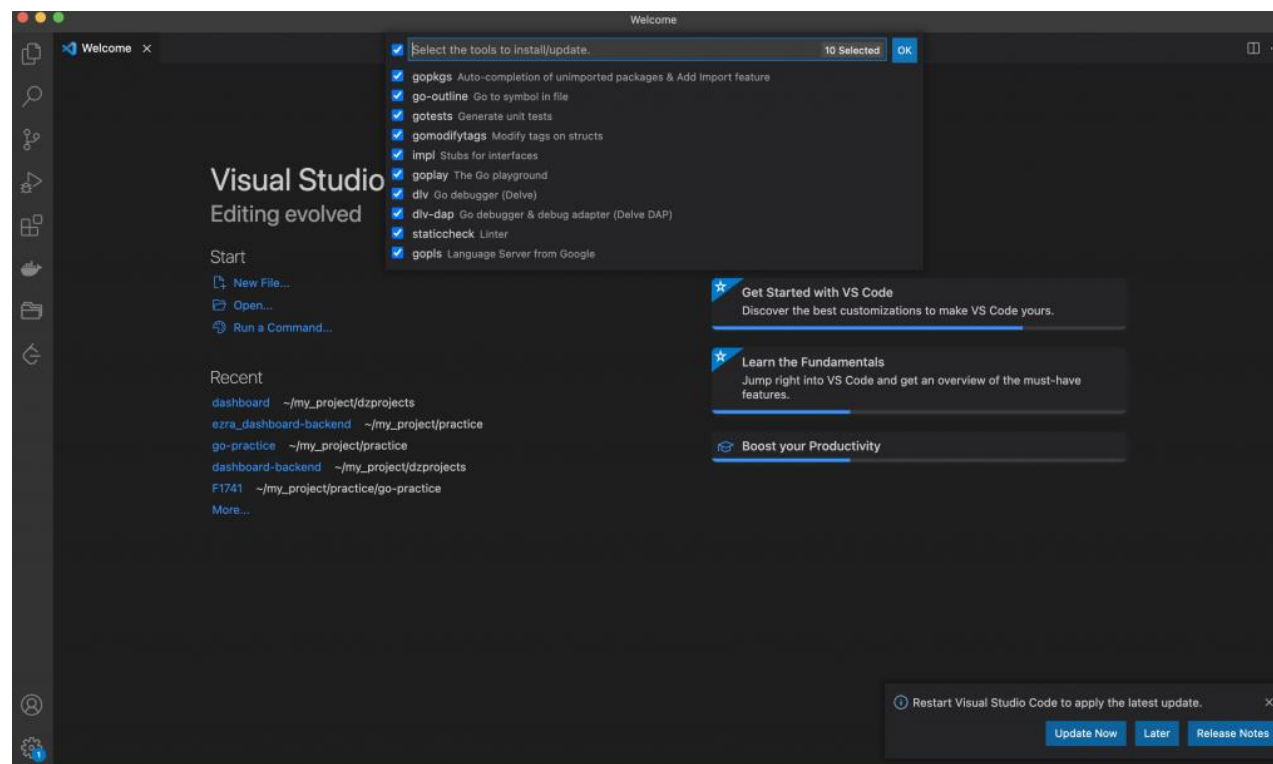 Welcome
Welcome
Select the tools to install/update.
10 Selected
OK
gopkgs Auto-completion of unimported packages & Add Import feature
go-outline Go to symbol in file
gotests Generate unit tests
gomodifytags Modify tags on structs
impl Stubs for interfaces
goplay The Go playground
dlv Go debugger (Delve)
dlv-dap Go debugger & debug adapter (Delve DAP)
staticcheck Linter
gopls Language Server from Google
Visual Studio
Editing evolved
Start
New File...
Open...
Run a Command...
Recent
dashboard ~/my_project/dzprojects
ezra_dashboard-backend ~/my_project/practice
go-practice ~/my_project/practice
dashboard-backend ~/my_project/dzprojects
F1741 ~/my_project/practice/go-practice
More...
Get Started with VS Code
Discover the best customizations to make VS Code yours.
Learn the Fundamentals
Jump right into VS Code and get an overview of the must-have
features.
Boost your Productivity
Restart Visual Studio Code to apply the latest update.
Update Now
Later
Release Notes
1